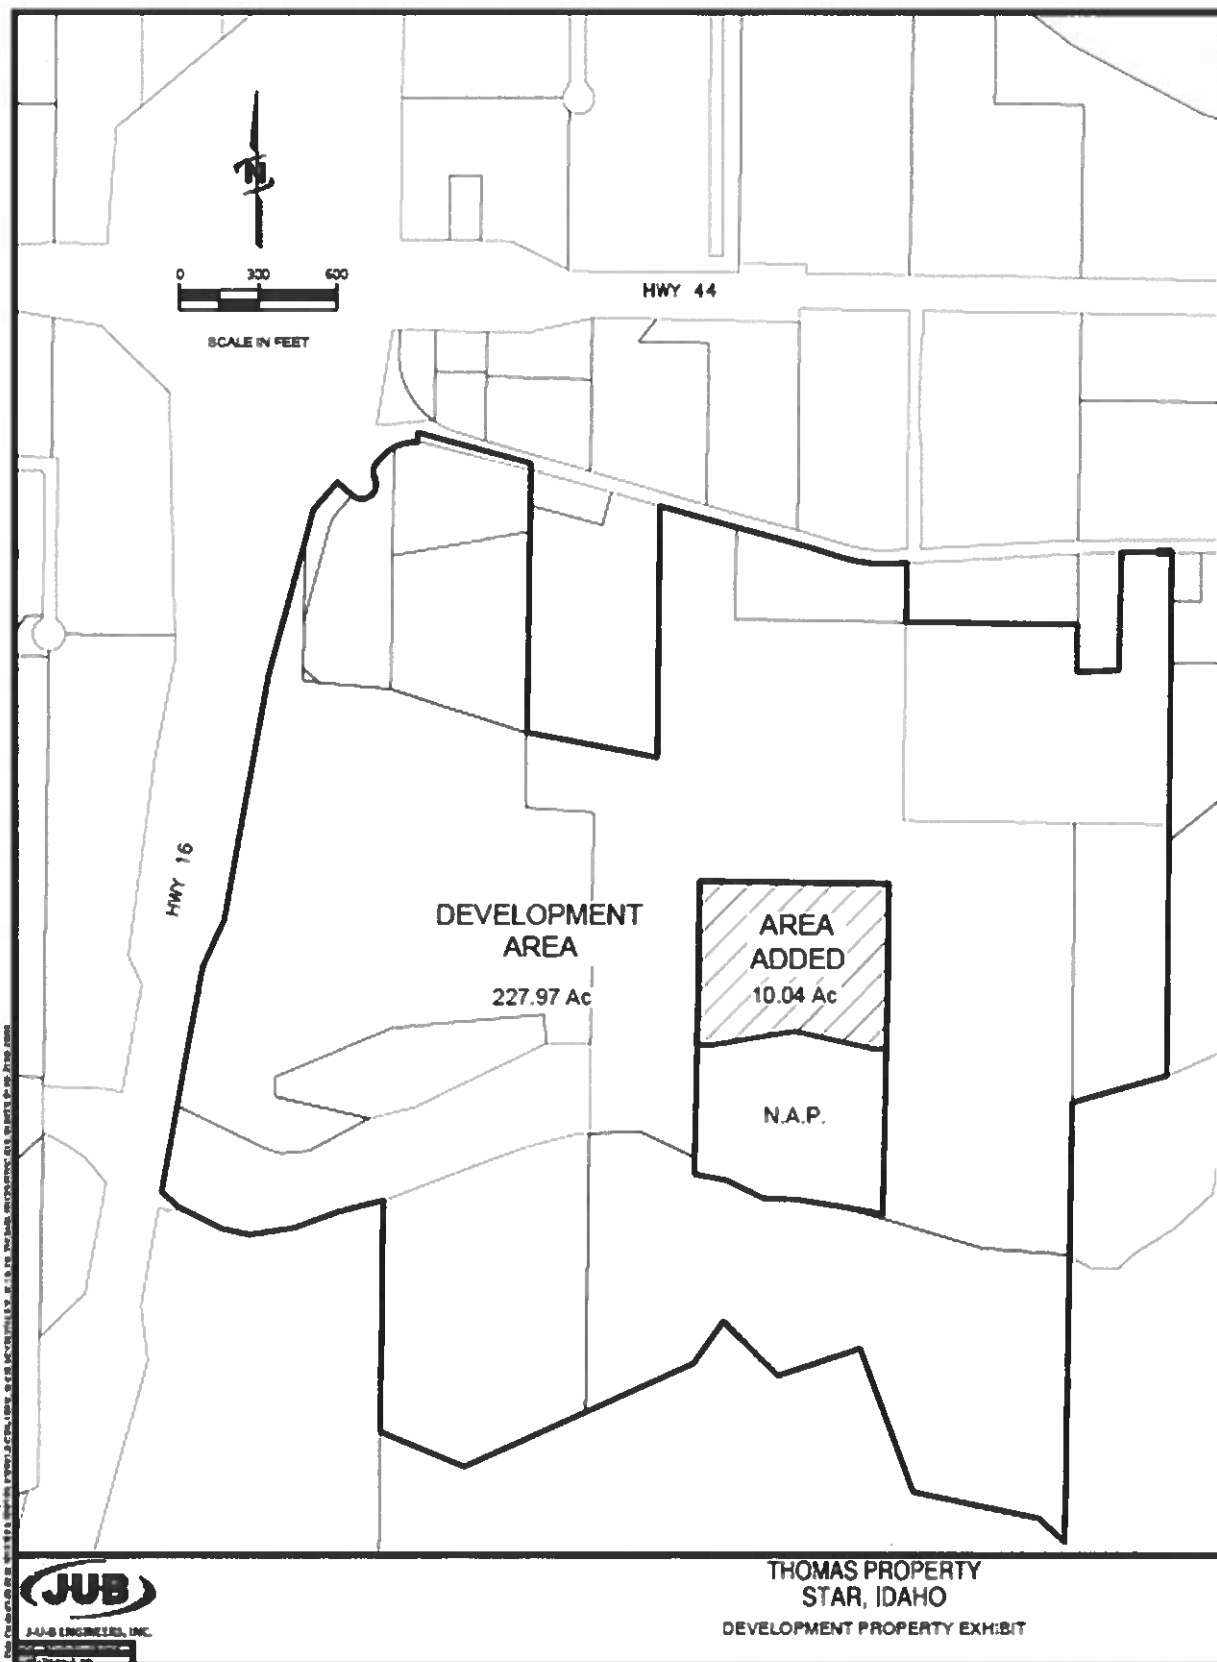 N
0 300 600
SCALE IN FEET
HWY 44
HWY 16
DEVELOPMENT
AREA
227.97 Ac
AREA
ADDED
10.04 Ac
N.A.P.
JUB
J-U-B ENGINEERS, INC.
THOMAS PROPERTY
STAR, IDAHO
DEVELOPMENT PROPERTY EXHIBIT